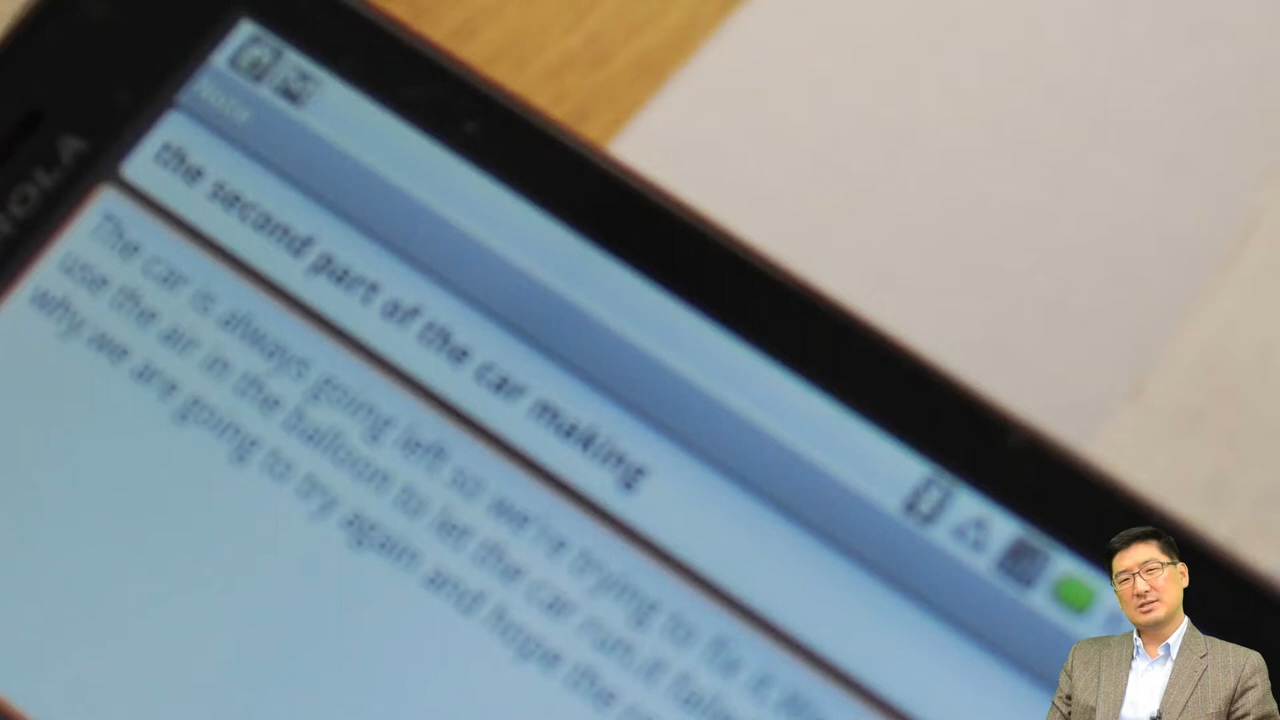 ROLA
Note
the second part of the car making
The car is always going left so we're trying to fix it.
use the air in the balloon to let the car run.it
why we are going to try again and hope the